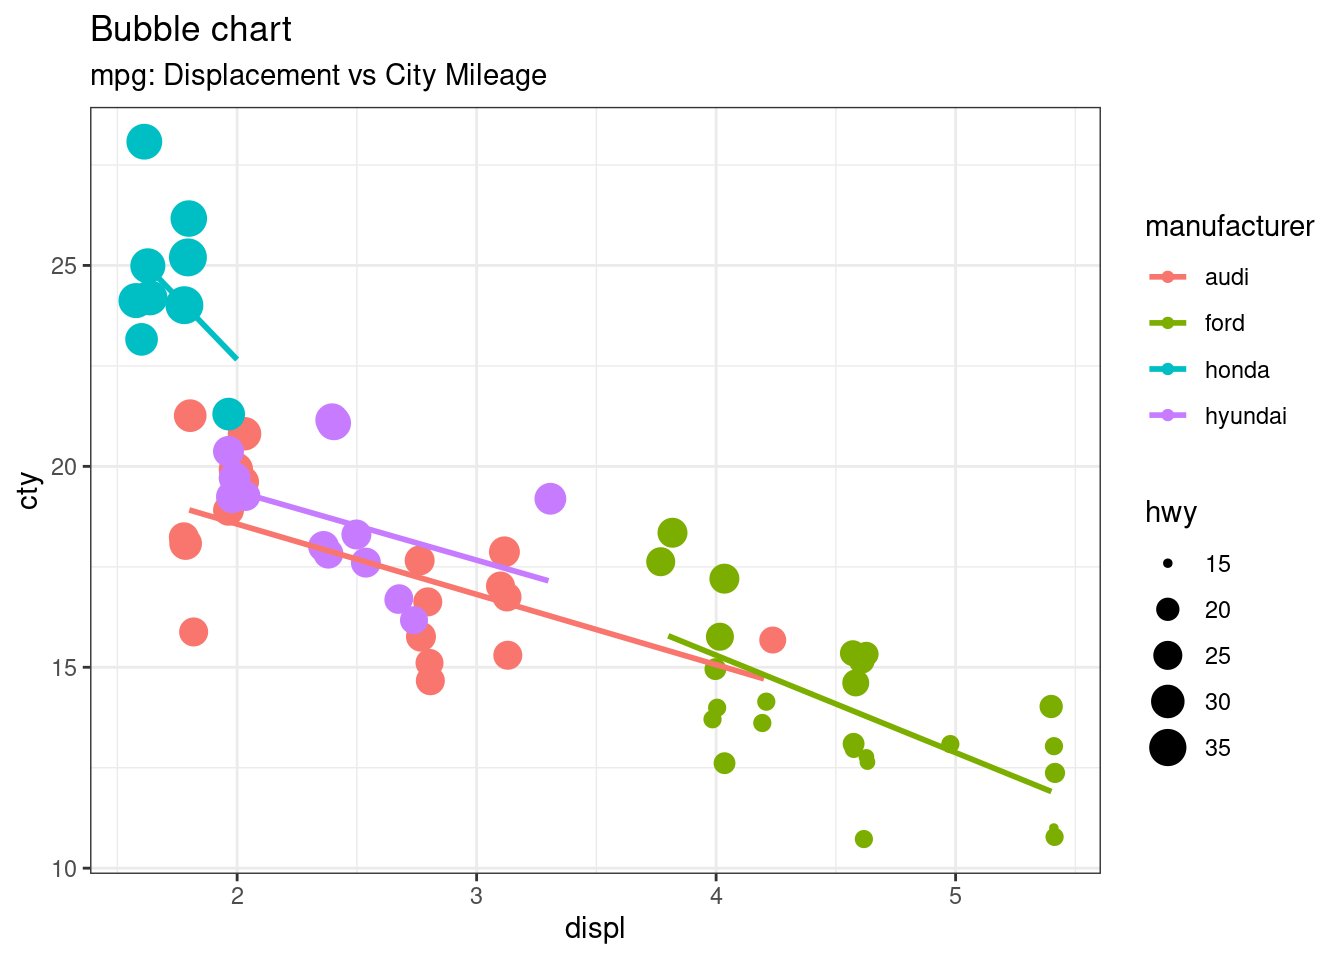 Bubble chart
mpg: Displacement vs City Mileage
25
20
15
10
cty
2
3
4
5
displ
manufacturer
audi
ford
honda
hyundai
hwy
15
20
25
30
35